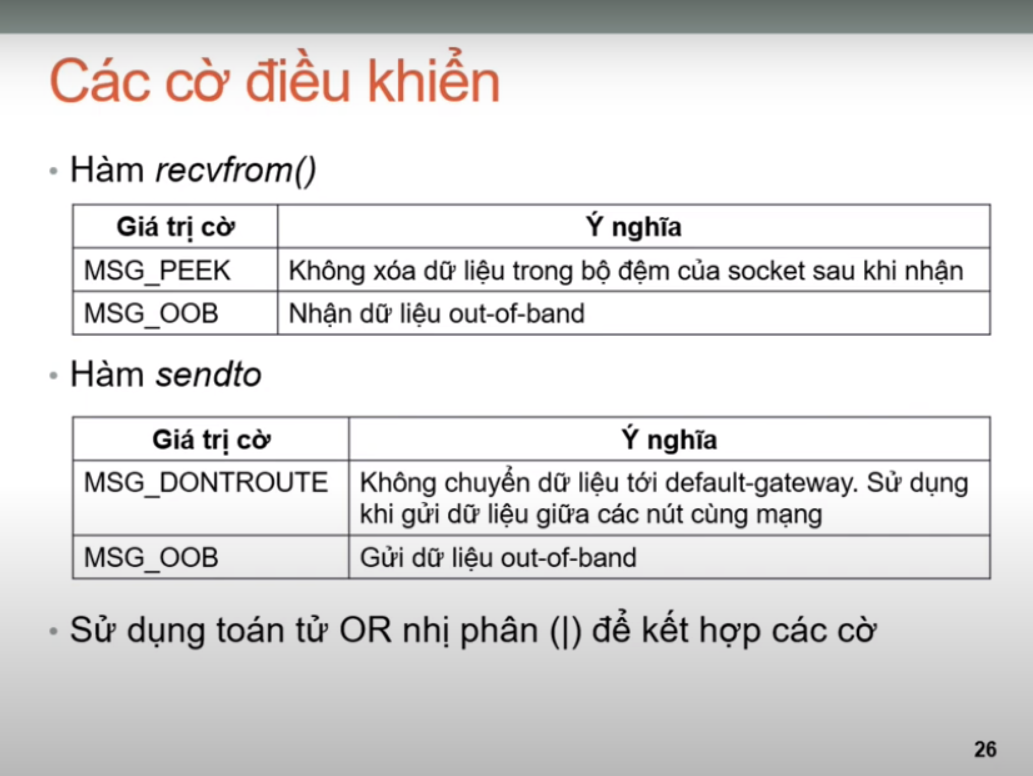 Các cờ điều khiển
• Hàm recvfrom()
Giá trị cờ Ý nghĩa
MSG_PEEK Không xóa dữ liệu trong bộ đệm của socket sau khi nhận
MSG_OOB Nhận dữ liệu out-of-band
• Hàm sendto
Giá trị cờ Ý nghĩa
MSG_DONTROUTE Không chuyển dữ liệu tới default-gateway. Sử dụng
khi gửi dữ liệu giữa các nút cùng mạng
MSG_OOB Gửi dữ liệu out-of-band
• Sử dụng toán tử OR nhị phân (|) để kết hợp các cờ
26